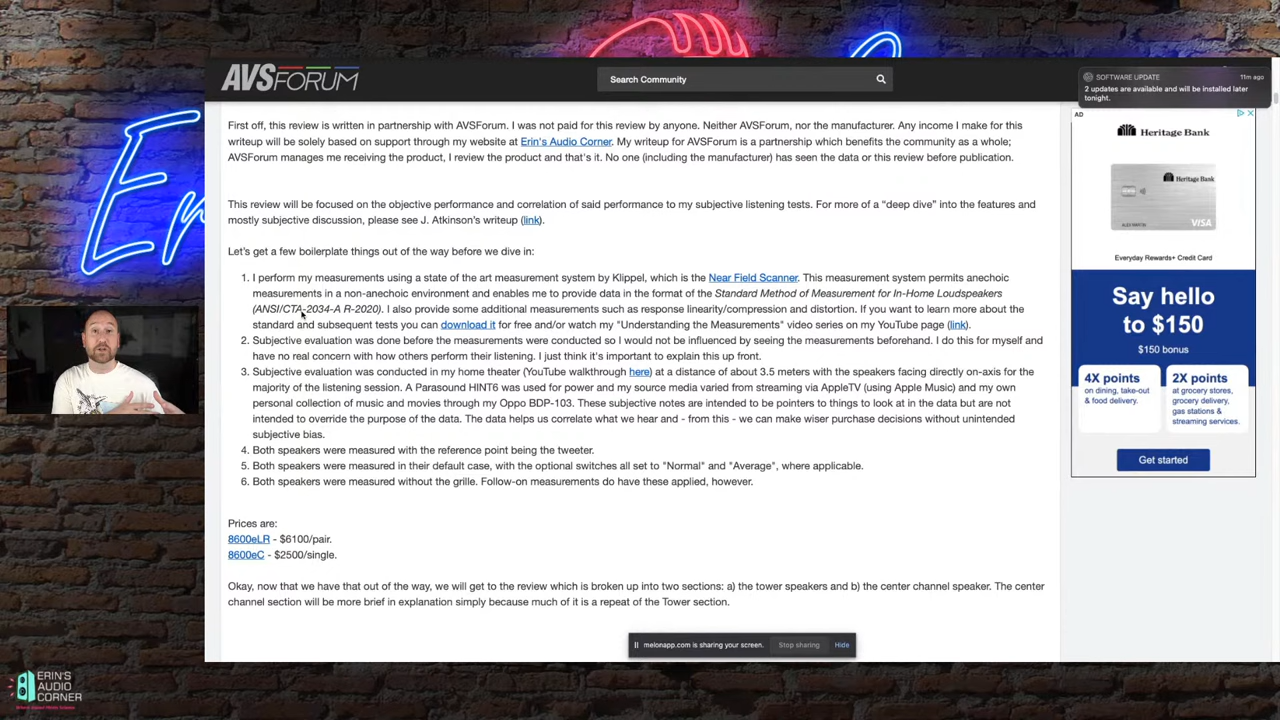 AVSFORUM
Search Community
SOFTWARE UPDATE
11m ago
2 updates are available and will be installed later
tonight.
First off, this review is written in partnership with AVSForum. I was not paid for this review by anyone. Neither AVSForum, nor the manufacturer. Any income I make for this
writeup will be solely based on support through my website at Erin's Audio Corner. My writeup for AVSForum is a partnership which benefits the community as a whole;
AVSForum manages me receiving the product, I review the product and that's it. No one (including the manufacturer) has seen the data or this review before publication.
This review will be focused on the objective performance and correlation of said performance to my subjective listening tests. For more of a “deep dive” into the features and
mostly subjective discussion, please see J. Atkinson's writeup (link).
Let's get a few boilerplate things out of the way before we dive in:
1. I perform my measurements using a state of the art measurement system by Klippel, which is the Near Field Scanner. This measurement system permits anechoic
measurements in a non-anechoic environment and enables me to provide data in the format of the Standard Method of Measurement for In-Home Loudspeakers
(ANSI/CTA-2034-A R-2020). I also provide some additional measurements such as response linearity/compression and distortion. If you want to learn more about the
standard and subsequent tests you can download it for free and/or watch my "Understanding the Measurements" video series on my YouTube page (link).
2. Subjective evaluation was done before the measurements were conducted so I would not be influenced by seeing the measurements beforehand. I do this for myself and
have no real concern with how others perform their listening. I just think it's important to explain this up front.
3. Subjective evaluation was conducted in my home theater (YouTube walkthrough here) at a distance of about 3.5 meters with the speakers facing directly on-axis for the
majority of the listening session. A Parasound HINT6 was used for power and my source media varied from streaming via AppleTV (using Apple Music) and my own
personal collection of music and movies through my Oppo BDP-103. These subjective notes are intended to be pointers to things to look at in the data but are not
intended to override the purpose of the data. The data helps us correlate what we hear and - from this - we can make wiser purchase decisions without unintended
subjective bias.
4. Both speakers were measured with the reference point being the tweeter.
5. Both speakers were measured in their default case, with the optional switches all set to "Normal" and "Average", where applicable.
6. Both speakers were measured without the grille. Follow-on measurements do have these applied, however.
Prices are:
8600eLR - $6100/pair.
8600eC - $2500/single.
Okay, now that we have that out of the way, we will get to the review which is broken up into two sections: a) the tower speakers and b) the center channel speaker. The center
channel section will be more brief in explanation simply because much of it is a repeat of the Tower section.
AD
Heritage Bank
Heritage Bank
VISA
Everyday Rewards+ Credit Card
Say hello
to $150
$150 bonus
4X points
on dining, take-out
& food delivery.
2X points
at grocery stores,
grocery delivery,
gas stations &
streaming services.
Get started
melonapp.com is sharing your screen.
Stop sharing
Hide
ERIN'S
AUDIO
CORNER